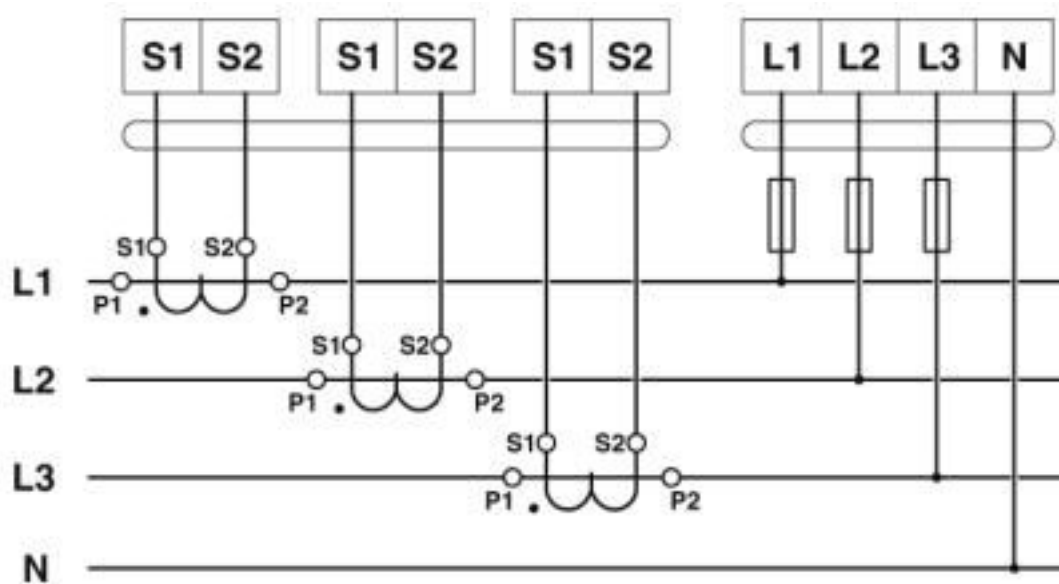 S1 S2 S1 S2 S1 S2 L1 L2 L3 N
S1 S2
L1
P1 P2
S1 S2
L2
P1 P2
S1 S2
L3
P1 P2
N